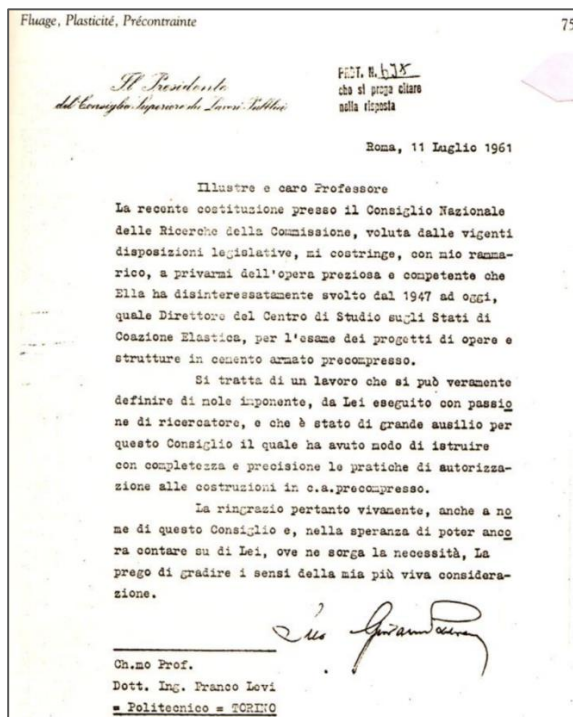 Fluage, Plasticité, Précontrainte
75
Il Presidente
del Consiglio Superiore dei Lavori Pubblici
PROT. N.
che si prega citare
nella risposta
Roma, 11 Luglio 1961
Illustre e caro Professore
La recente costituzione presso il Consiglio Nazionale
delle Ricerche della Commissione, voluta dalle vigenti
disposizioni legislative, mi costringe, con mio ramma-
rico, a privarmi dell'opera preziosa e competente che
Ella ha disinteressatamente svolto dal 1947 ad oggi,
quale Direttore del Centro di Studio sugli Stati di
Coazione Elastica, per l'esame dei progetti di opere e
strutture in cemento armato precompresso.
Si tratta di un lavoro che si può veramente
definire di mole imponente, da Lei eseguito con passio
ne di ricercatore, e che è stato di grande ausilio per
questo Consiglio il quale ha avuto modo di istruire
con completezza e precisione le pratiche di autorizza-
zione alle costruzioni in c.a.precompresso.
La ringrazio pertanto vivamente, anche a no
me di questo Consiglio e, nella speranza di poter anco
ra contare su di Lei, ove ne sorga la necessità, La
prego di gradire i sensi della mia più viva considera-
zione.
Suo
Ch.mo Prof.
Dott. Ing. Franco Levi
= Politecnico = TORINO